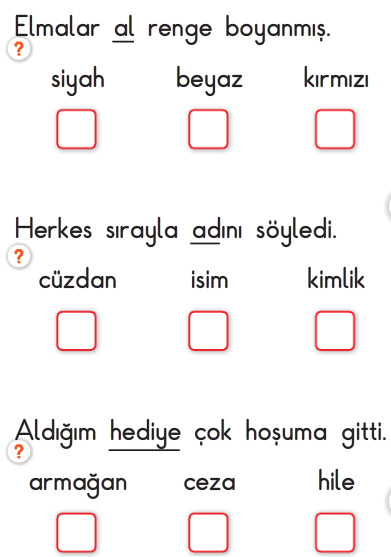 Elmalar al renge boyanmış.
?
siyah beyaz kırmızı
Herkes sırayla adını söyledi.
?
cüzdan isim kimlik
Aldığım hediye çok hoşuma gitti.
?
armağan ceza hile